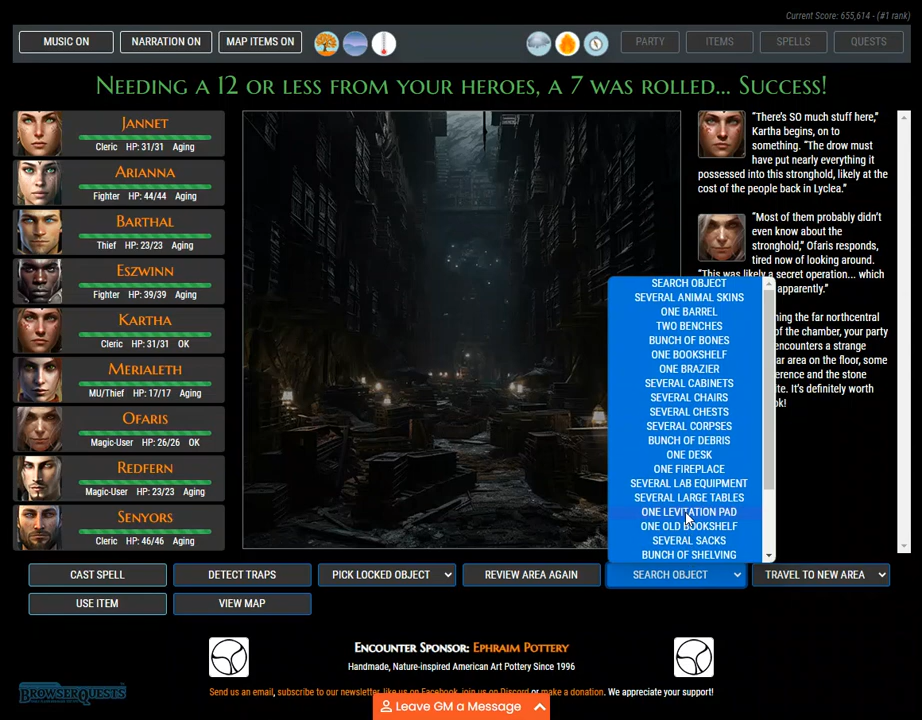 Current Score: 655,614 - (#1 rank)
MUSIC ON
NARRATION ON
MAP ITEMS ON
PARTY
ITEMS
SPELLS
QUESTS
Needing a 12 or less from your heroes, a 7 was rolled... Success!
Jannet
Cleric HP: 31/31 Aging
Arianna
Fighter HP: 44/44 Aging
Barthal
Thief HP: 23/23 Aging
Eszwinn
Fighter HP: 39/39 Aging
Kartha
Cleric HP: 31/31 OK
Merialeth
MU/Thief HP: 17/17 Aging
Ofaris
Magic-User HP: 26/26 OK
Redfern
Magic-User HP: 23/23 Aging
Senyors
Cleric HP: 46/46 Aging
"There's SO much stuff here,"
Kartha begins, on to
something. "The drow must
have put nearly everything it
possessed into this stronghold, likely at the
cost of the people back in Lyclea."
"Most of them probably didn't
even know about the
stronghold," Ofaris responds,
tired now of looking around.
"This was likely a secret operation... which
apparently."
ning the far northcentral
of the chamber, your party
encounters a strange
ar area on the floor, some
erence and the stone
ite. It's definitely worth
ok!
SEARCH OBJECT
SEVERAL ANIMAL SKINS
ONE BARREL
TWO BENCHES
BUNCH OF BONES
ONE BOOKSHELF
ONE BRAZIER
SEVERAL CABINETS
SEVERAL CHAIRS
SEVERAL CHESTS
SEVERAL CORPSES
BUNCH OF DEBRIS
ONE DESK
ONE FIREPLACE
SEVERAL LAB EQUIPMENT
SEVERAL LARGE TABLES
ONE LEVITATION PAD
ONE OLD BOOKSHELF
SEVERAL SACKS
BUNCH OF SHELVING
CAST SPELL
DETECT TRAPS
PICK LOCKED OBJECT
REVIEW AREA AGAIN
SEARCH OBJECT
TRAVEL TO NEW AREA
USE ITEM
VIEW MAP
Encounter Sponsor: Ephraim Pottery
Handmade, Nature-inspired American Art Pottery Since 1996
BrowserQuests
Send us an email, subscribe to our newsletter, like us on Facebook, join us on Discord or make a donation. We appreciate your support!
Leave GM a Message